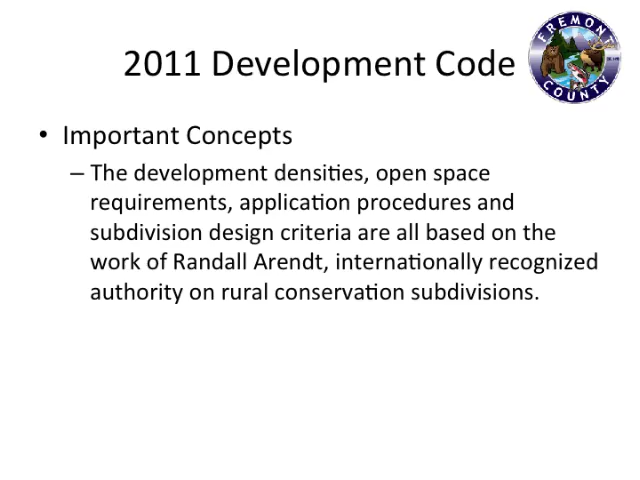 2011 Development Code
FREMONT
COUNTY
• Important Concepts
– The development densities, open space
requirements, application procedures and
subdivision design criteria are all based on the
work of Randall Arendt, internationally recognized
authority on rural conservation subdivisions.